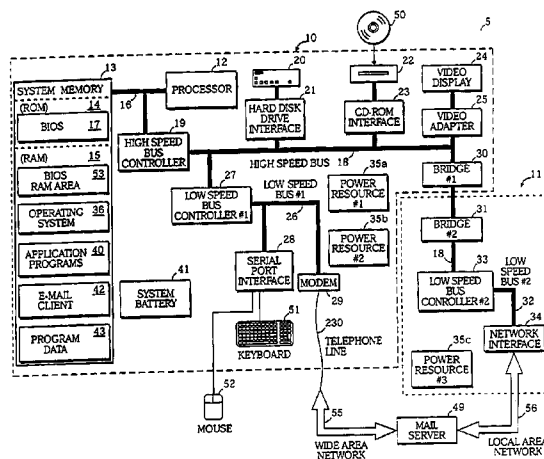 50
5
10
20
22
VIDEO DISPLAY
24
13
SYSTEM MEMORY
12
PROCESSOR
21
HARD DISK DRIVE INTERFACE
23
CD-ROM INTERFACE
25
VIDEO ADAPTER
16
(ROM) 14
BIOS 17
19
HIGH SPEED BUS CONTROLLER
HIGH SPEED BUS
18
30
BRIDGE #1
11
(RAM) 15
BIOS RAM AREA 53
OPERATING SYSTEM 36
APPLICATION PROGRAMS 40
E-MAIL CLIENT 42
PROGRAM DATA 43
27
LOW SPEED BUS CONTROLLER #1
LOW SPEED BUS #1
26
35a
POWER RESOURCE #1
35b
POWER RESOURCE #2
31
BRIDGE #2
18
33
LOW SPEED BUS CONROLLER #2
LOW SPEED BUS #2
32
34
NETWORK INTERFACE
35c
POWER RESOURCE #3
28
SERIAL PORT INTERFACE
29
MODEM
41
SYSTEM BATTERY
51
KEYBOARD
230
TELEPHONE LINE
52
MOUSE
55
WIDE AREA NETWORK
49
MAIL SERVER
56
LOCAL AREA NETWORK